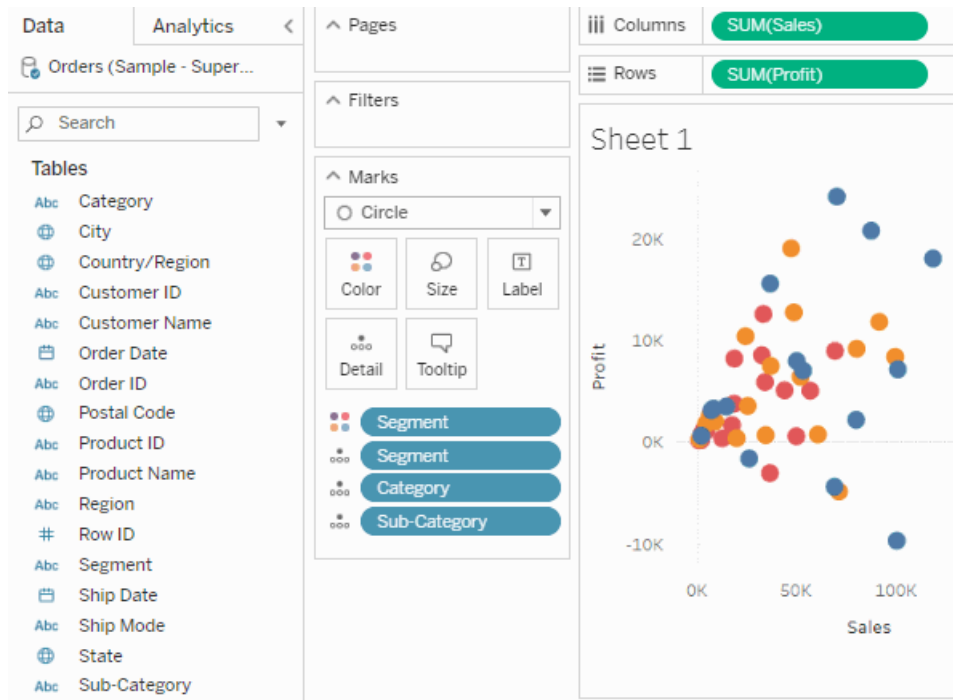 Data
Analytics
Orders (Sample - Super...
Search
Tables
Abc Category
City
Country/Region
Abc Customer ID
Abc Customer Name
Order Date
Abc Order ID
Postal Code
Abc Product ID
Abc Product Name
Abc Region
# Row ID
Abc Segment
Ship Date
Abc Ship Mode
State
Abc Sub-Category
Pages
Filters
Marks
Circle
Color
Size
T
Label
Detail
Tooltip
Segment
Segment
Category
Sub-Category
Columns
SUM(Sales)
Rows
SUM(Profit)
Sheet 1
Profit
20K
10K
0K
-10K
0K
50K
100K
Sales